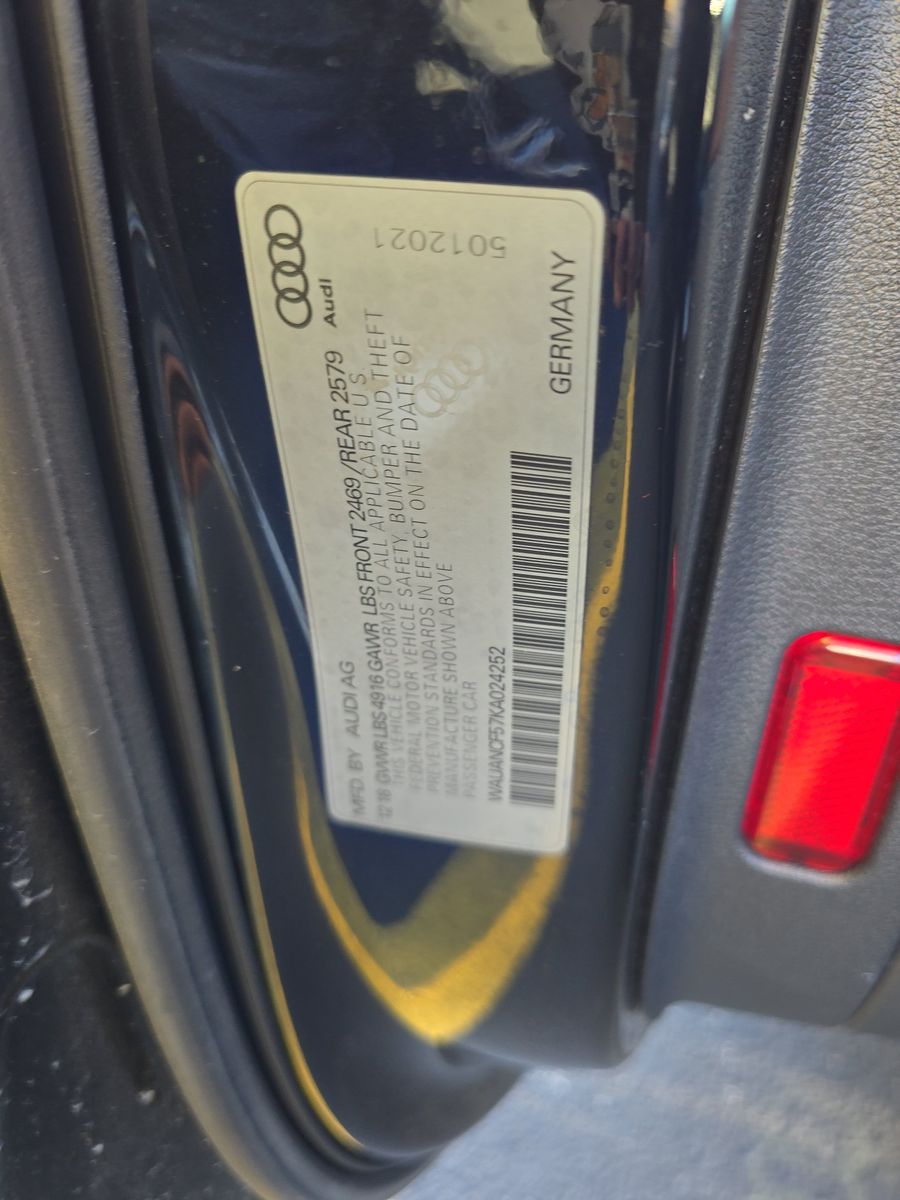 Audi
5012021
MFD BY AUDI AG
12 18 GVWR LBS 4916 GAWR LBS FRONT 2469 /REAR 2579
THIS VEHICLE CONFORMS TO ALL APPLICABLE U S
FEDERAL MOTOR VEHICLE SAFETY, BUMPER AND THEFT
PREVENTION STANDARDS IN EFFECT ON THE DATE OF
MANUFACTURE SHOWN ABOVE
PASSENGER CAR
WAUANCF57KA024252
GERMANY